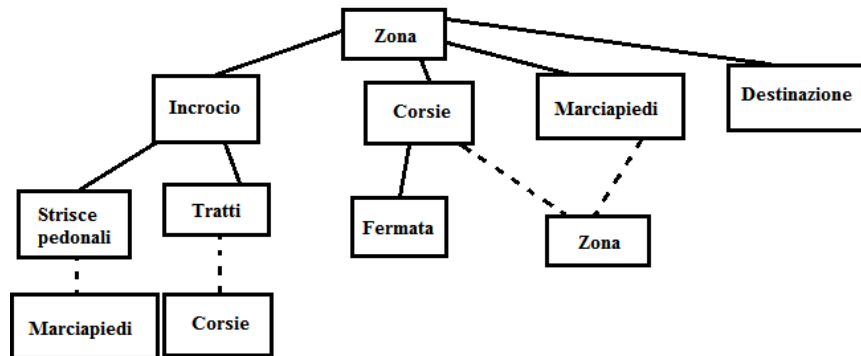 Zona
Incrocio
Corsie
Marciapiedi
Destinazione
Strisce
pedonali
Tratti
Fermata
Zona
Marciapiedi
Corsie